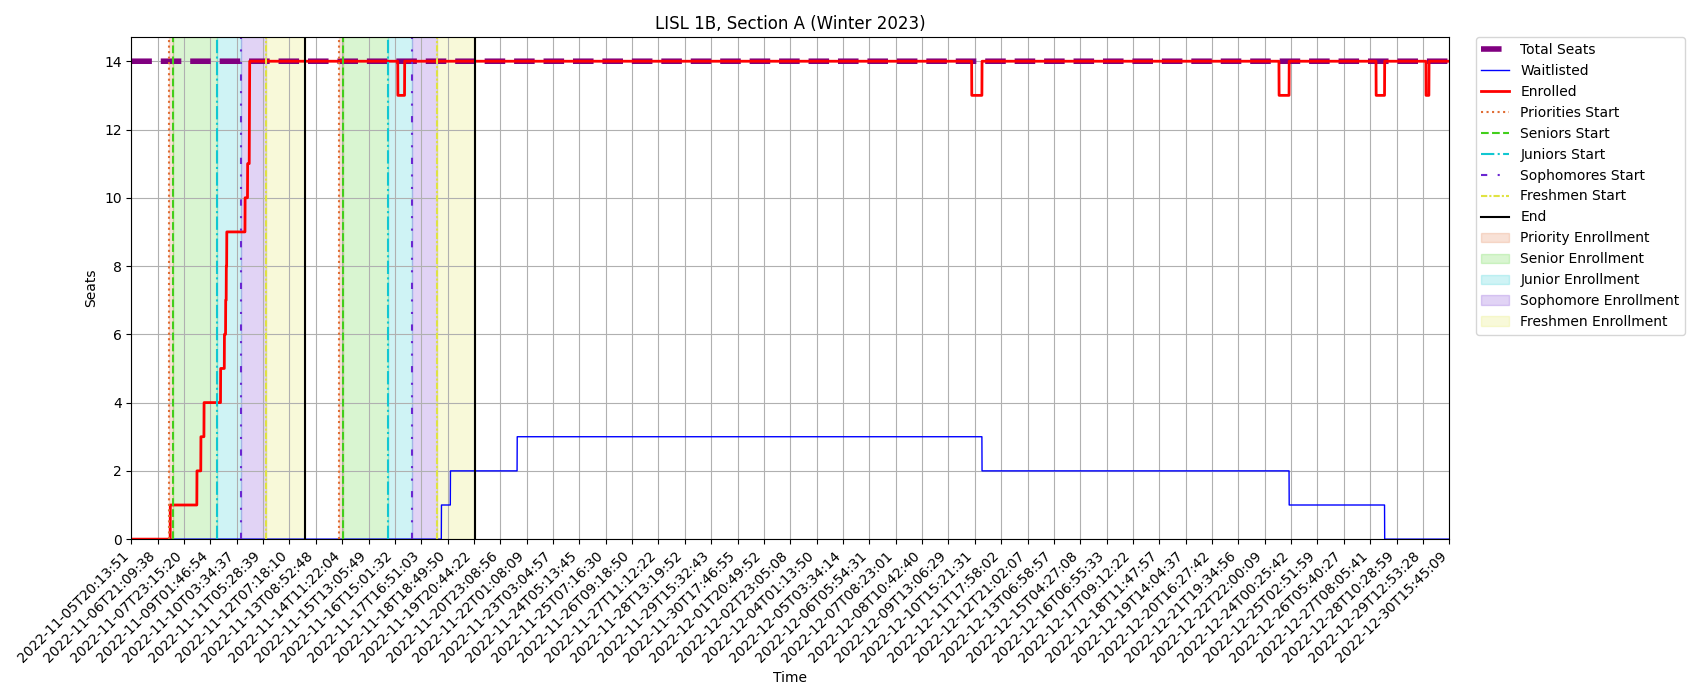 LISL 1B, Section A (Winter 2023)
Total Seats
Waitlisted
Enrolled
Priorities Start
Seniors Start
Juniors Start
Sophomores Start
Freshmen Start
End
Priority Enrollment
Senior Enrollment
Junior Enrollment
Sophomore Enrollment
Freshmen Enrollment
Seats
14
12
10
8
6
4
2
0
2022-11-05T20:13:51
2022-11-06T21:09:38
2022-11-07T23:15:20
2022-11-09T01:46:54
2022-11-10T03:34:37
2022-11-11T05:28:39
2022-11-12T07:18:10
2022-11-13T08:52:48
2022-11-14T11:22:04
2022-11-15T13:05:49
2022-11-16T15:01:32
2022-11-17T16:51:03
2022-11-18T18:49:50
2022-11-19T20:44:22
2022-11-20T23:08:56
2022-11-22T01:08:09
2022-11-23T03:04:57
2022-11-24T05:13:45
2022-11-25T07:16:30
2022-11-26T09:18:50
2022-11-27T11:12:22
2022-11-28T13:19:52
2022-11-29T15:32:43
2022-11-30T17:46:55
2022-12-01T20:49:52
2022-12-02T23:05:08
2022-12-04T01:13:50
2022-12-05T03:34:14
2022-12-06T05:54:31
2022-12-07T08:23:01
2022-12-08T10:42:40
2022-12-09T13:06:29
2022-12-10T15:21:31
2022-12-11T17:58:02
2022-12-12T21:02:07
2022-12-13T06:58:57
2022-12-15T04:27:08
2022-12-16T06:55:33
2022-12-17T09:12:22
2022-12-18T11:47:57
2022-12-19T14:04:37
2022-12-20T16:27:42
2022-12-21T19:34:56
2022-12-22T22:00:09
2022-12-24T00:25:42
2022-12-25T02:51:59
2022-12-26T05:40:27
2022-12-27T08:05:41
2022-12-28T10:28:59
2022-12-29T12:53:28
2022-12-30T15:45:09
Time